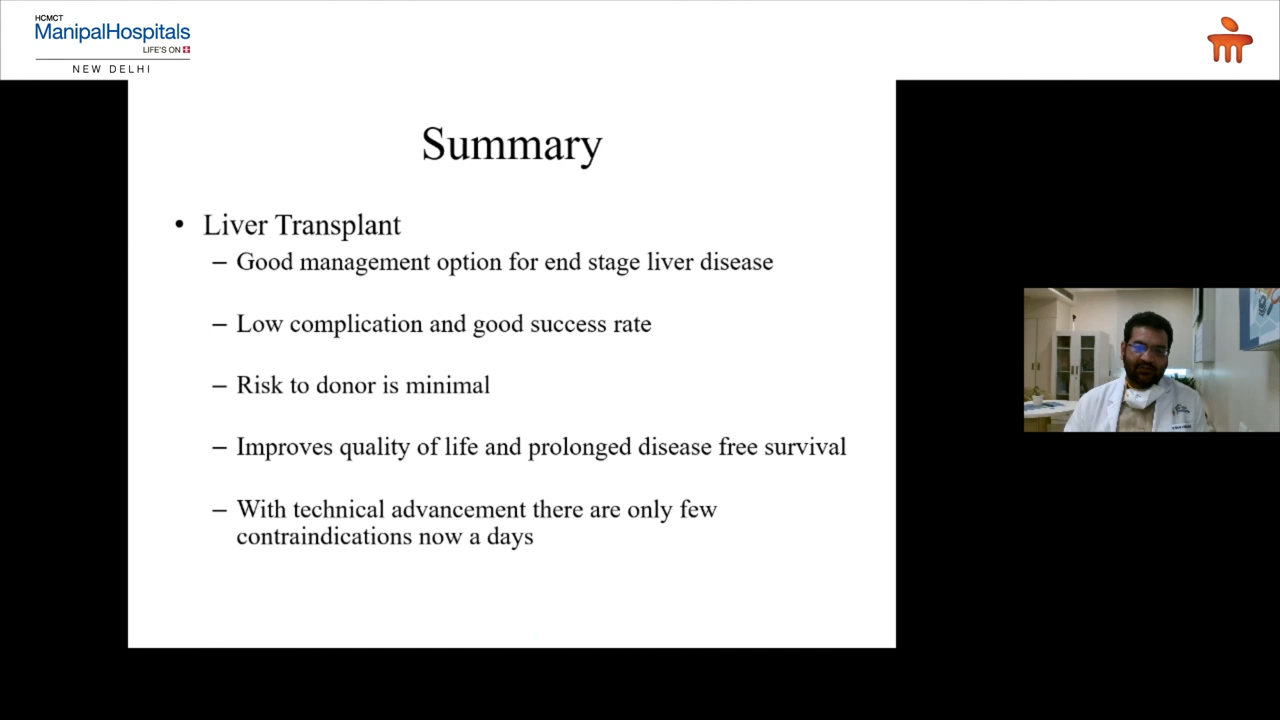 HCMCT
ManipalHospitals
LIFE'S ON
NEW DELHI
Summary
• Liver Transplant
– Good management option for end stage liver disease
– Low complication and good success rate
– Risk to donor is minimal
– Improves quality of life and prolonged disease free survival
– With technical advancement there are only few
contraindications now a days